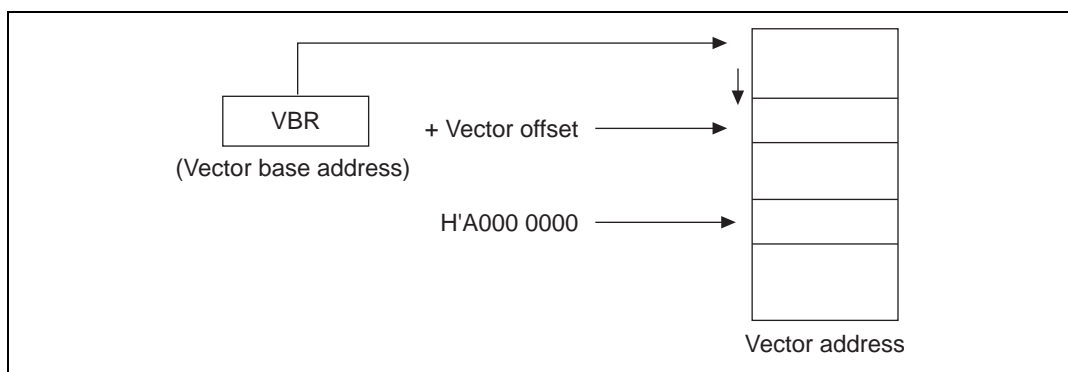 VBR
(Vector base address)
+ Vector offset
H'A000 0000
Vector address